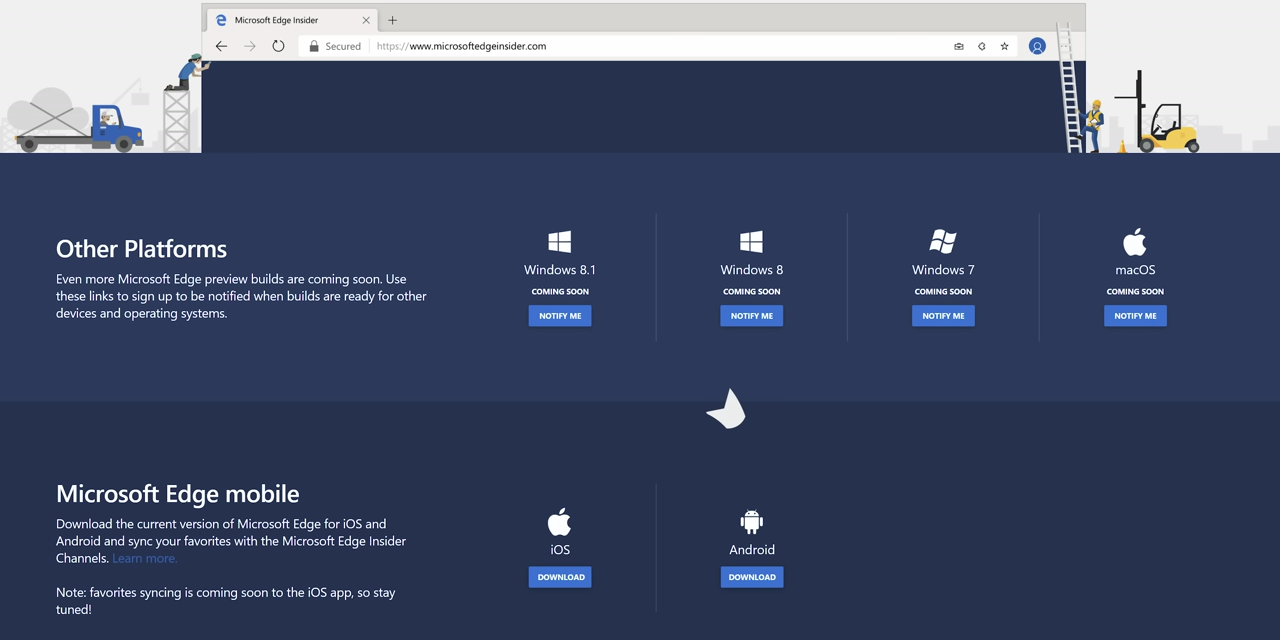 Microsoft Edge Insider
Secured
https://www.microsoftedgeinsider.com
Other Platforms
Even more Microsoft Edge preview builds are coming soon. Use
these links to sign up to be notified when builds are ready for other
devices and operating systems.
Windows 8.1
COMING SOON
NOTIFY ME
Windows 8
COMING SOON
NOTIFY ME
Windows 7
COMING SOON
NOTIFY ME
macOS
COMING SOON
NOTIFY ME
Microsoft Edge mobile
Download the current version of Microsoft Edge for iOS and
Android and sync your favorites with the Microsoft Edge Insider
Channels. Learn more.
Note: favorites syncing is coming soon to the iOS app, so stay
tuned!
iOS
DOWNLOAD
Android
DOWNLOAD